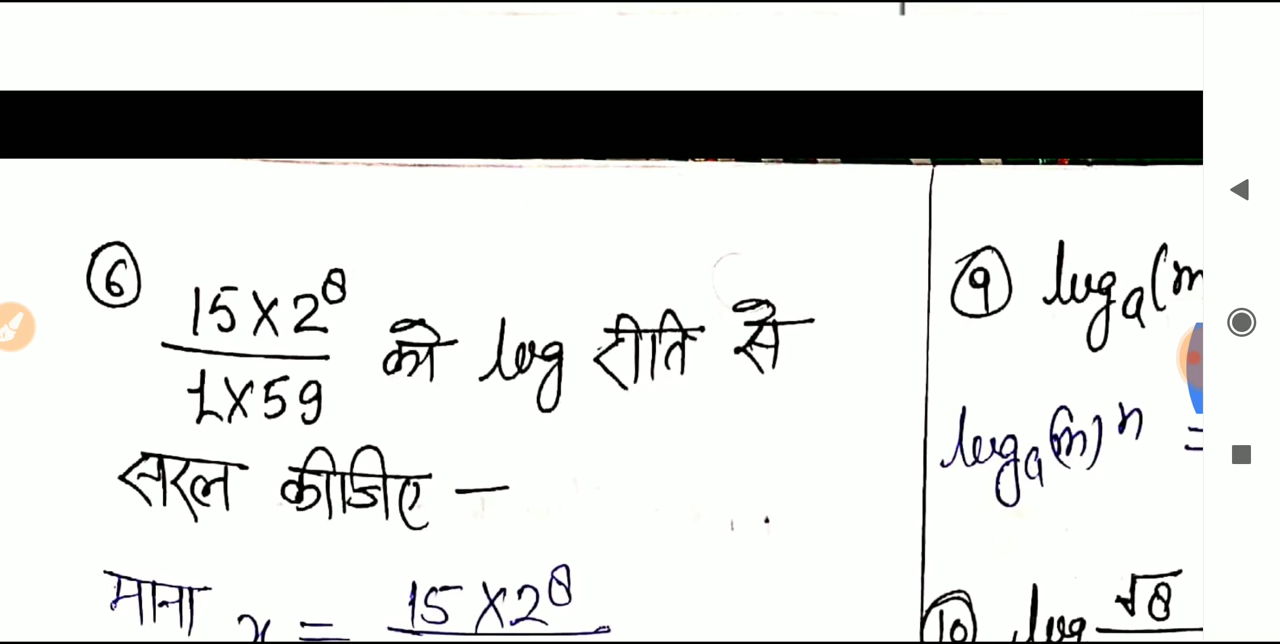 ⑥ 15×2⁸ को log रीति से
1×59
सरल कीजिए –
माना x = 15×2⁸
⑨ logₐ(m
logₐ(m)ⁿ =
⑩ log √8